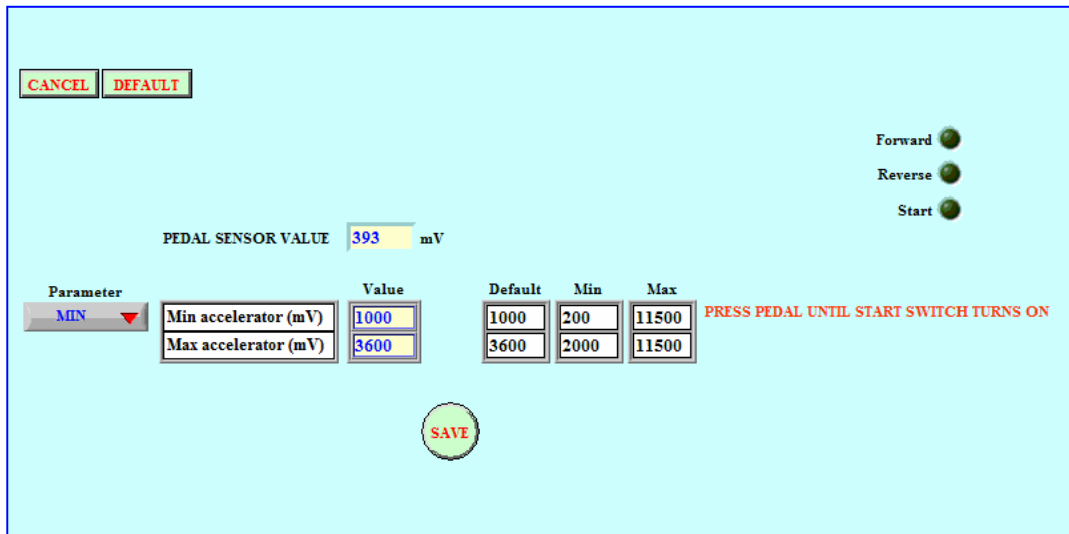 CANCEL DEFAULT
Forward
Reverse
Start
PEDAL SENSOR VALUE 393 mV
Parameter Value Default Min Max
MIN Min accelerator (mV) 1000 1000 200 11500 PRESS PEDAL UNTIL START SWITCH TURNS ON
Max accelerator (mV) 3600 3600 2000 11500
SAVE